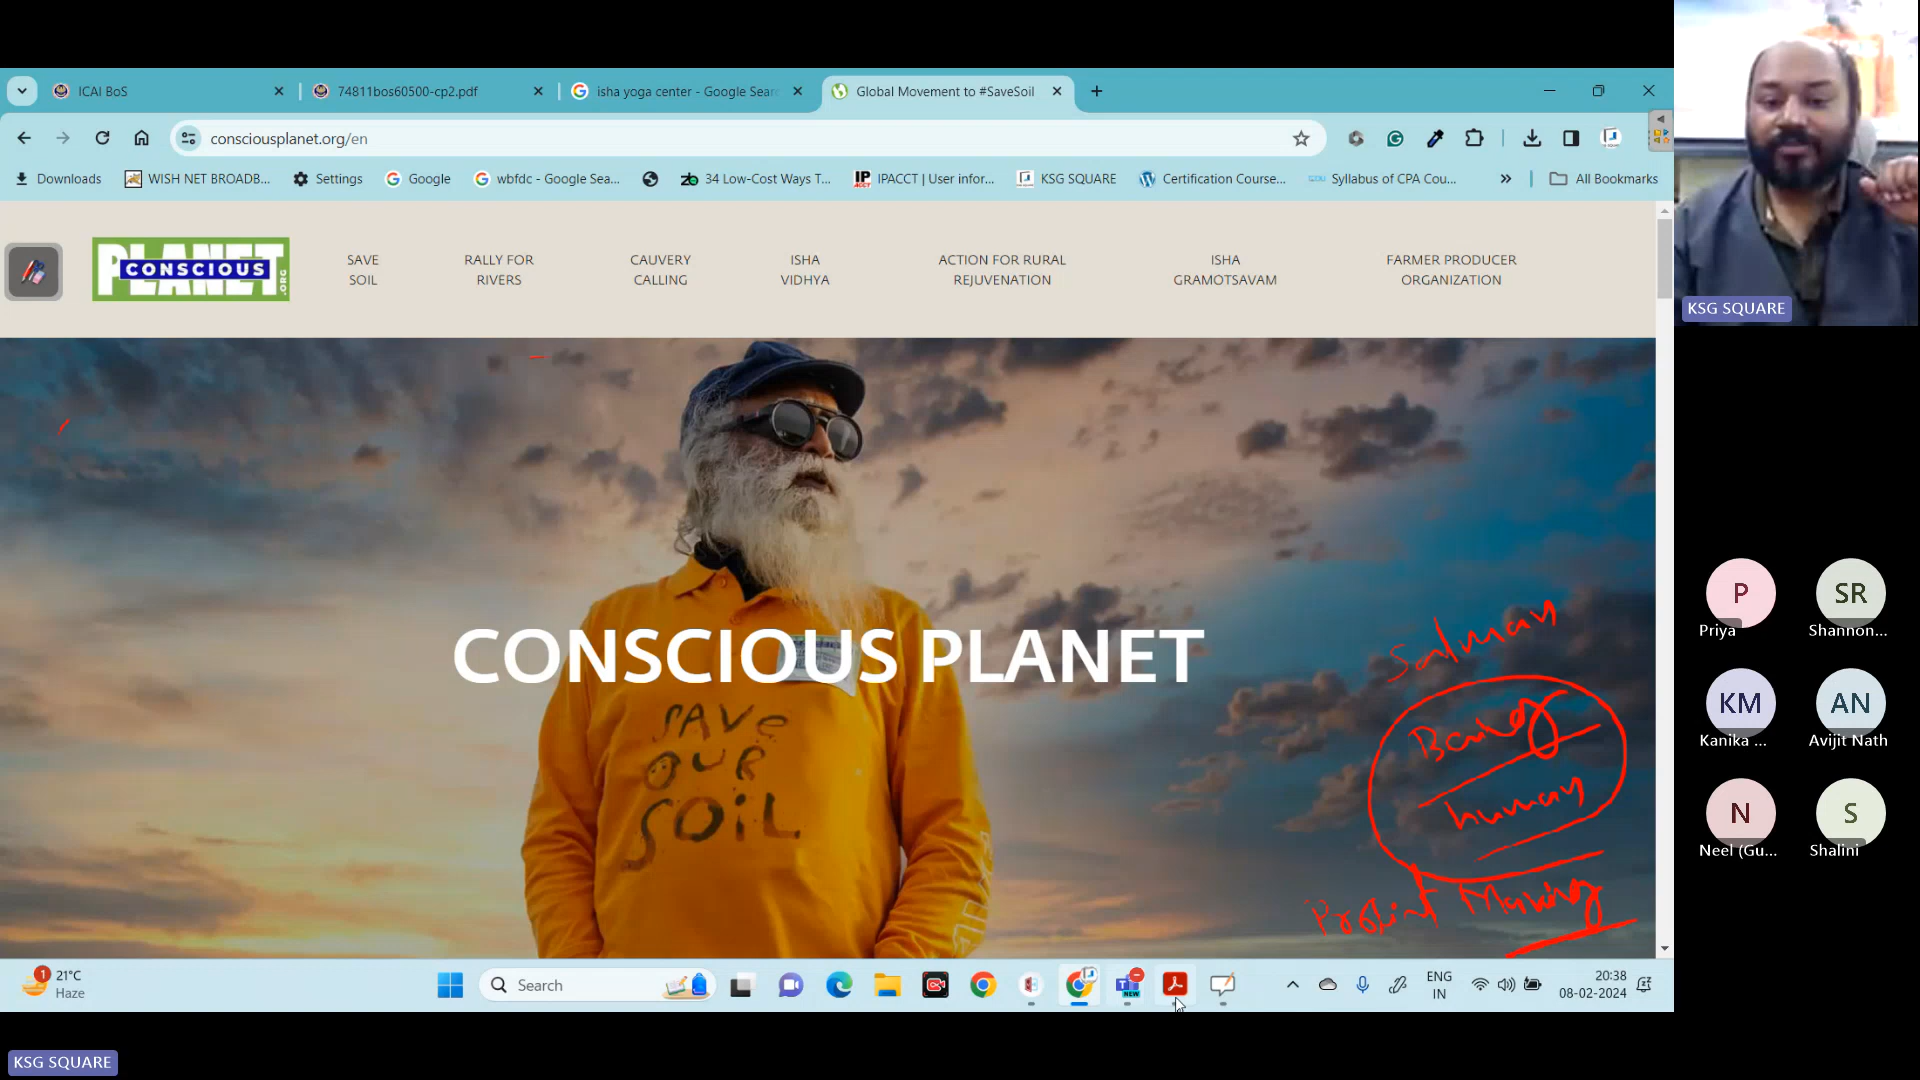 ICAI BoS
74811bos60500-cp2.pdf
isha yoga center - Google Sear
Global Movement to #SaveSoil
consciousplanet.org/en
Downloads
WISH NET BROADB...
Settings
Google
wbfdc - Google Sea...
34 Low-Cost Ways T...
IPACCT | User infor...
KSG SQUARE
Certification Course...
Syllabus of CPA Cou...
»
All Bookmarks
PLANET
CONSCIOUS
.ORG
SAVE
SOIL
RALLY FOR
RIVERS
CAUVERY
CALLING
ISHA
VIDHYA
ACTION FOR RURAL
REJUVENATION
ISHA
GRAMOTSAVAM
FARMER PRODUCER
ORGANIZATION
CONSCIOUS PLANET
SAVE
OUR
SOIL
Salman
Being
human
Profit Making
1
21°C
Haze
Search
NEW
ENG
IN
20:38
08-02-2024
KSG SQUARE
P
Priya
SR
Shannon...
KM
Kanika ...
AN
Avijit Nath
N
Neel (Gu...
S
Shalini
KSG SQUARE